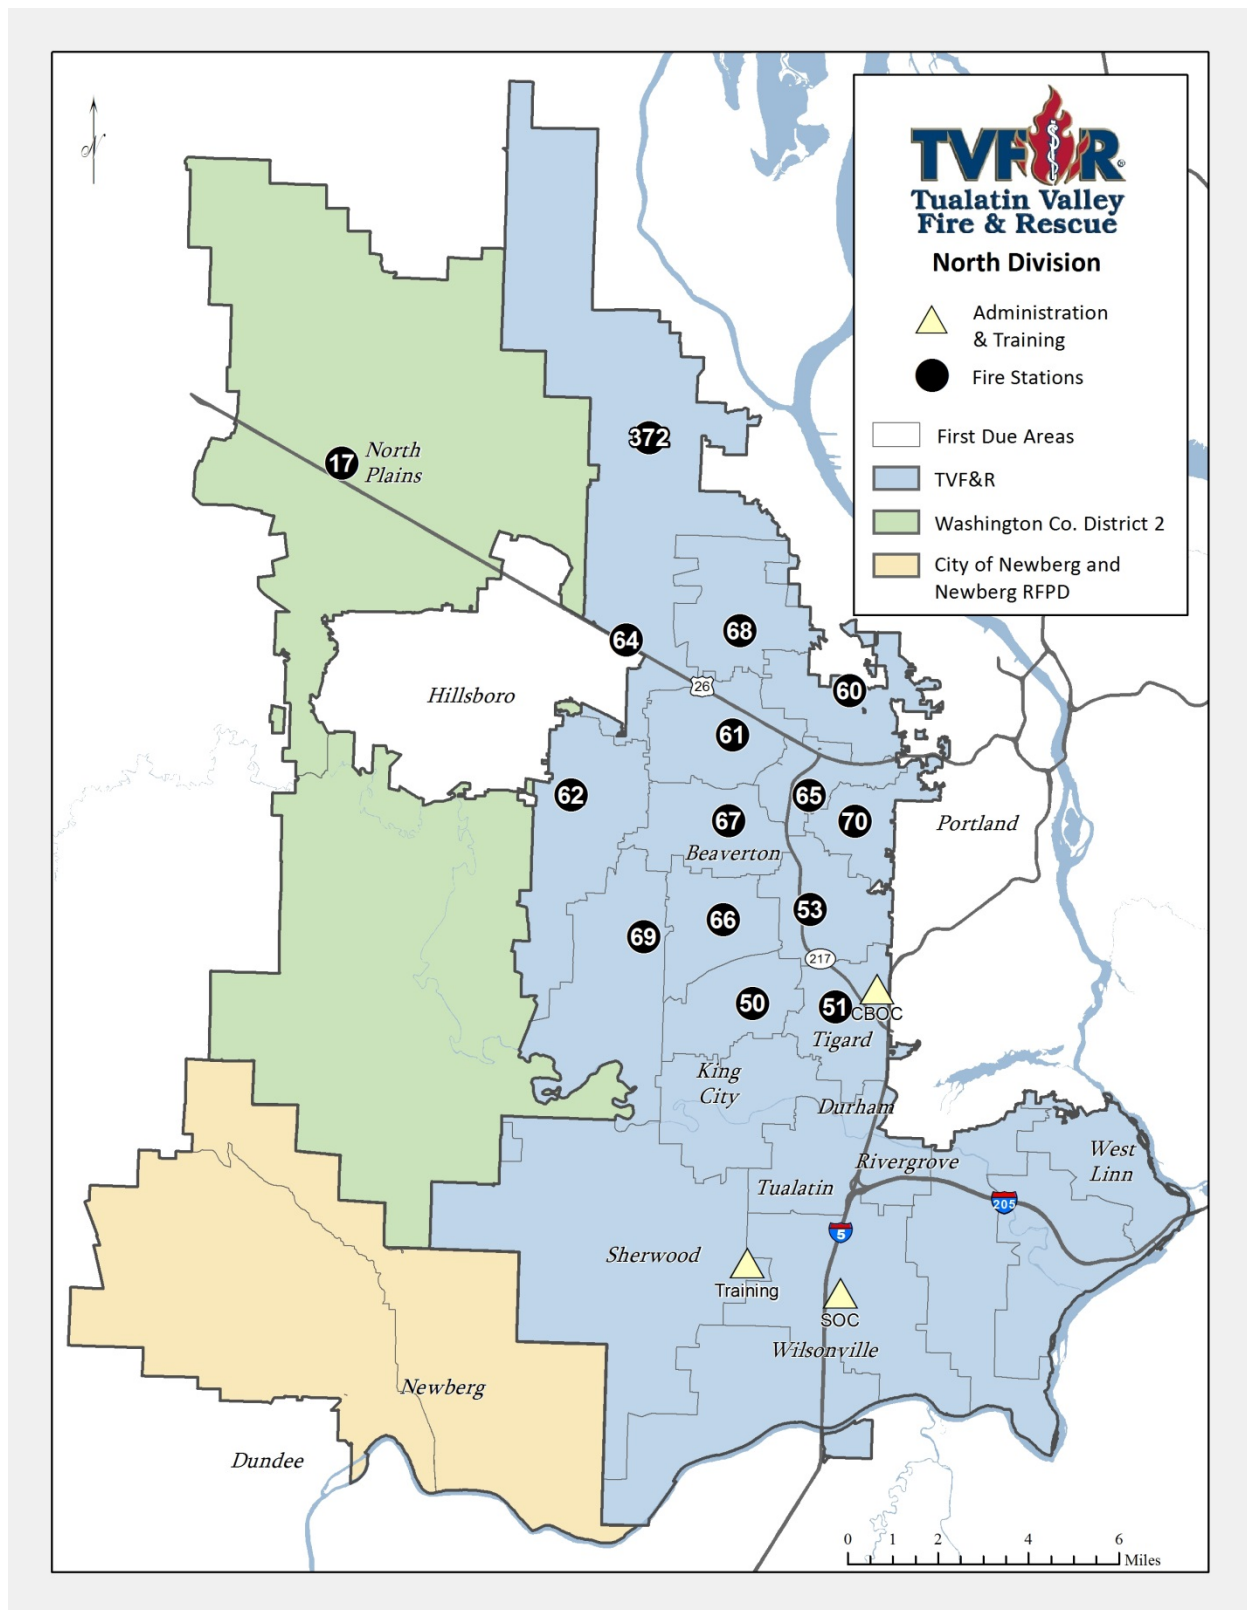 N
TVF&R®
Tualatin Valley
Fire & Rescue
North Division
Administration
& Training
Fire Stations
First Due Areas
TVF&R
Washington Co. District 2
City of Newberg and
Newberg RFPD
372
17
North
Plains
64
68
60
26
Hillsboro
61
62
65
67
70
Beaverton
Portland
66
53
69
217
50
51
CBOC
Tigard
King
City
Durham
West
Linn
Rivergrove
Tualatin
205
5
Sherwood
Training
SOC
Wilsonville
Newberg
Dundee
0 1 2 4 6
Miles